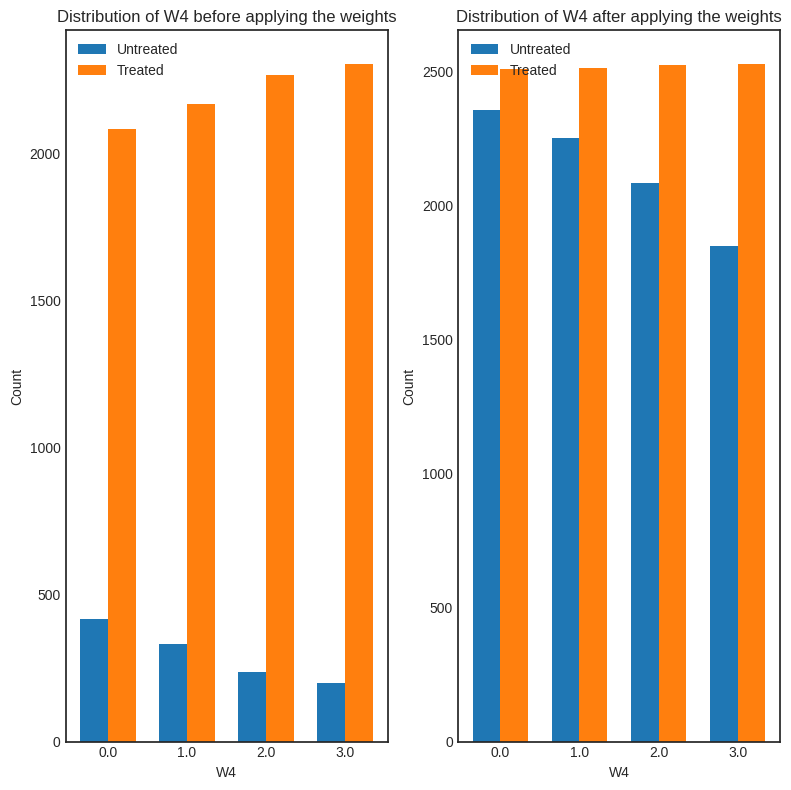 Distribution of W4 before applying the weights
Untreated
Treated
2000
1500
1000
500
0
Count
0.0 1.0 2.0 3.0
W4
Distribution of W4 after applying the weights
Untreated
Treated
2500
2000
1500
1000
500
0
Count
0.0 1.0 2.0 3.0
W4